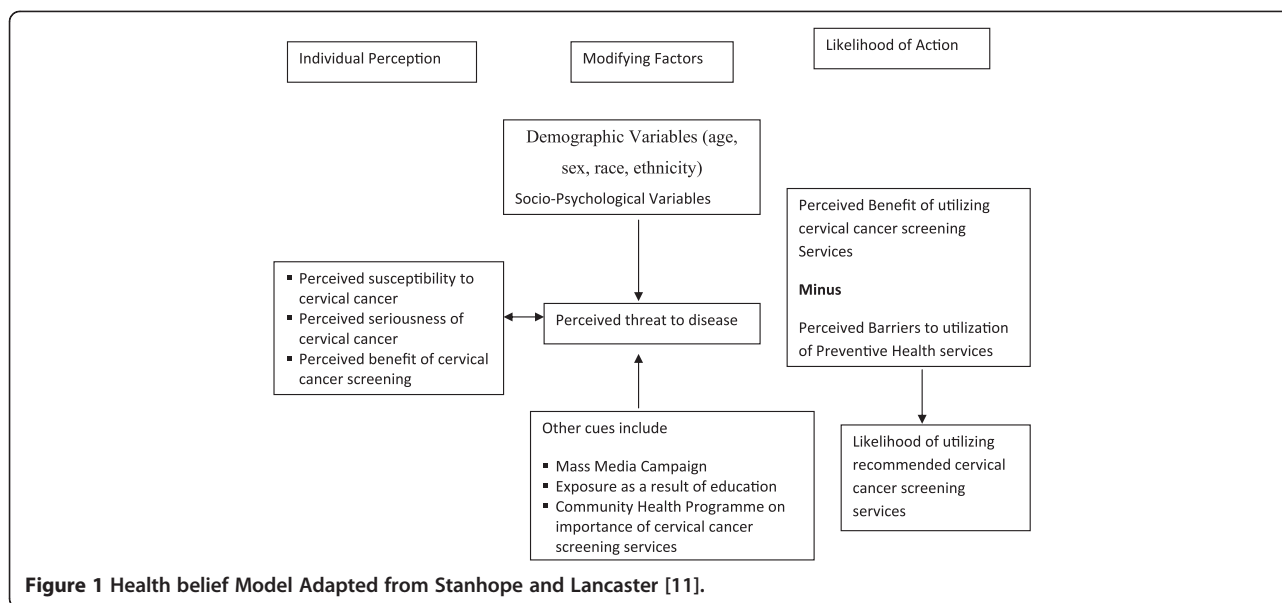 Individual Perception
Modifying Factors
Likelihood of Action
Demographic Variables (age,
sex, race, ethnicity)
Socio-Psychological Variables
▪ Perceived susceptibility to
cervical cancer
▪ Perceived seriousness of
cervical cancer
▪ Perceived benefit of cervical
cancer screening
Perceived threat to disease
Other cues include
▪ Mass Media Campaign
▪ Exposure as a result of education
▪ Community Health Programme on
importance of cervical cancer
screening services
Perceived Benefit of utilizing
cervical cancer screening
Services
Minus
Perceived Barriers to utilization
of Preventive Health services
Likelihood of utilizing
recommended cervical
cancer screening
services
Figure 1 Health belief Model Adapted from Stanhope and Lancaster [11].